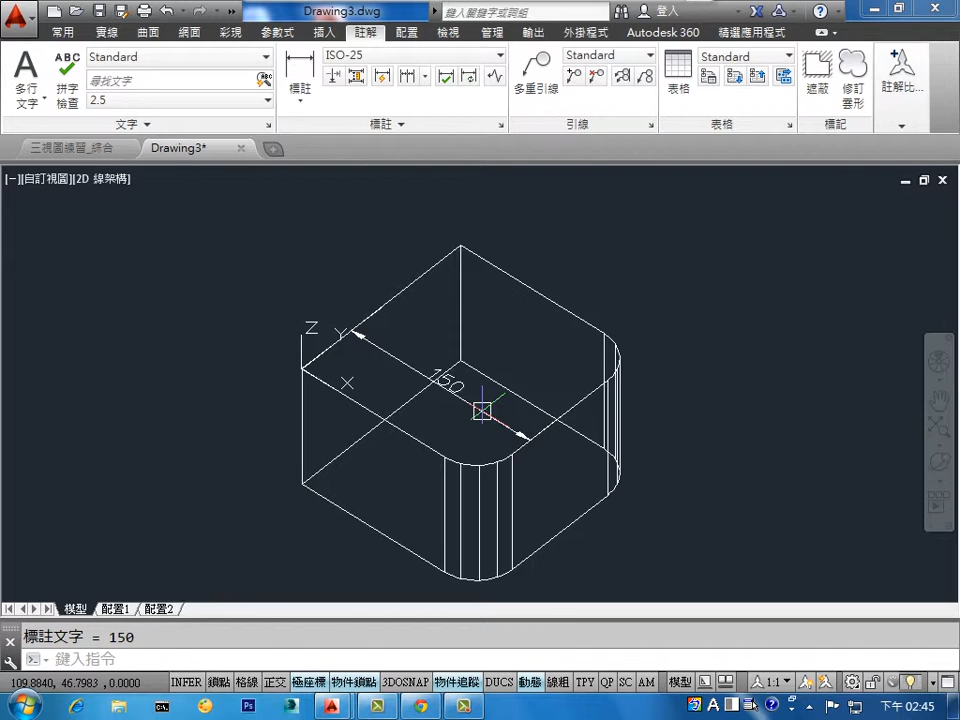 Drawing3.dwg
鍵入關鍵字或詞組
登入
常用 實線 曲面 網面 彩現 參數式 插入 註解 配置 檢視 管理 輸出 外掛程式 Autodesk 360 精選應用程式
A
多行
文字
ABC
拼字
檢查
Standard
尋找文字
2.5
文字
標註
ISO-25
標註
多重引線
Standard
引線
表格
Standard
表格
遮蔽
修訂
雲形
標記
註解比...
三視圖練習_綜合
Drawing3*
[−][自訂視圖][2D 線架構]
Z
Y
X
150
模型 配置1 配置2
標註文字 = 150
鍵入指令
109.8840, 46.7983 , 0.0000
INFER 鎖點 格線 正交 極座標 物件鎖點 3DOSNAP 物件追蹤 DUCS 動態 線粗 TPY QP SC AM
模型
1:1
Ps
下午 02:45